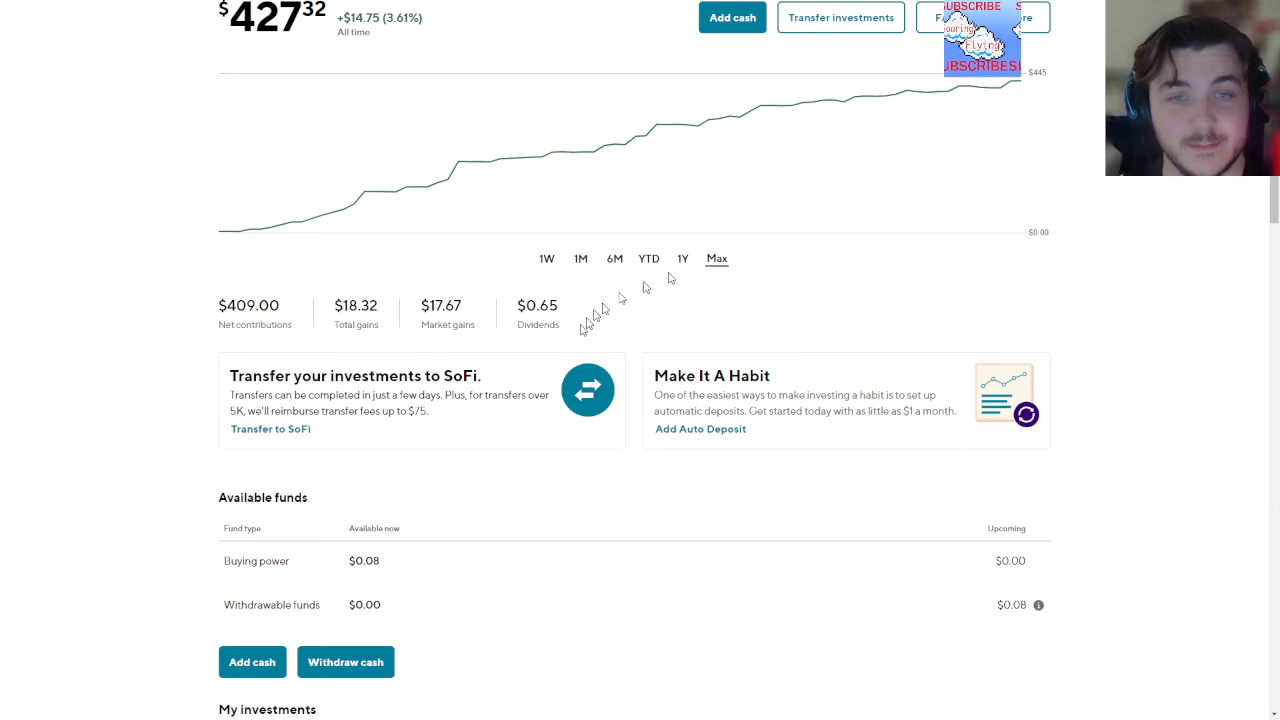 $427.32
+$14.75 (3.61%)
All time
Add cash
Transfer investments
SUBSCRIBE S
oaring
Flying
UBSCRIBES
$445
$0.00
1W 1M 6M YTD 1Y Max
$409.00 $18.32 $17.67 $0.65
Net contributions Total gains Market gains Dividends
Transfer your investments to SoFi.
Transfers can be completed in just a few days. Plus, for transfers over
5K, we'll reimburse transfer fees up to $75.
Transfer to SoFi
Make It A Habit
One of the easiest ways to make investing a habit is to set up
automatic deposits. Get started today with as little as $1 a month.
Add Auto Deposit
Available funds
Fund type Available now Upcoming
Buying power $0.08 $0.00
Withdrawable funds $0.00 $0.08
Add cash Withdraw cash
My investments